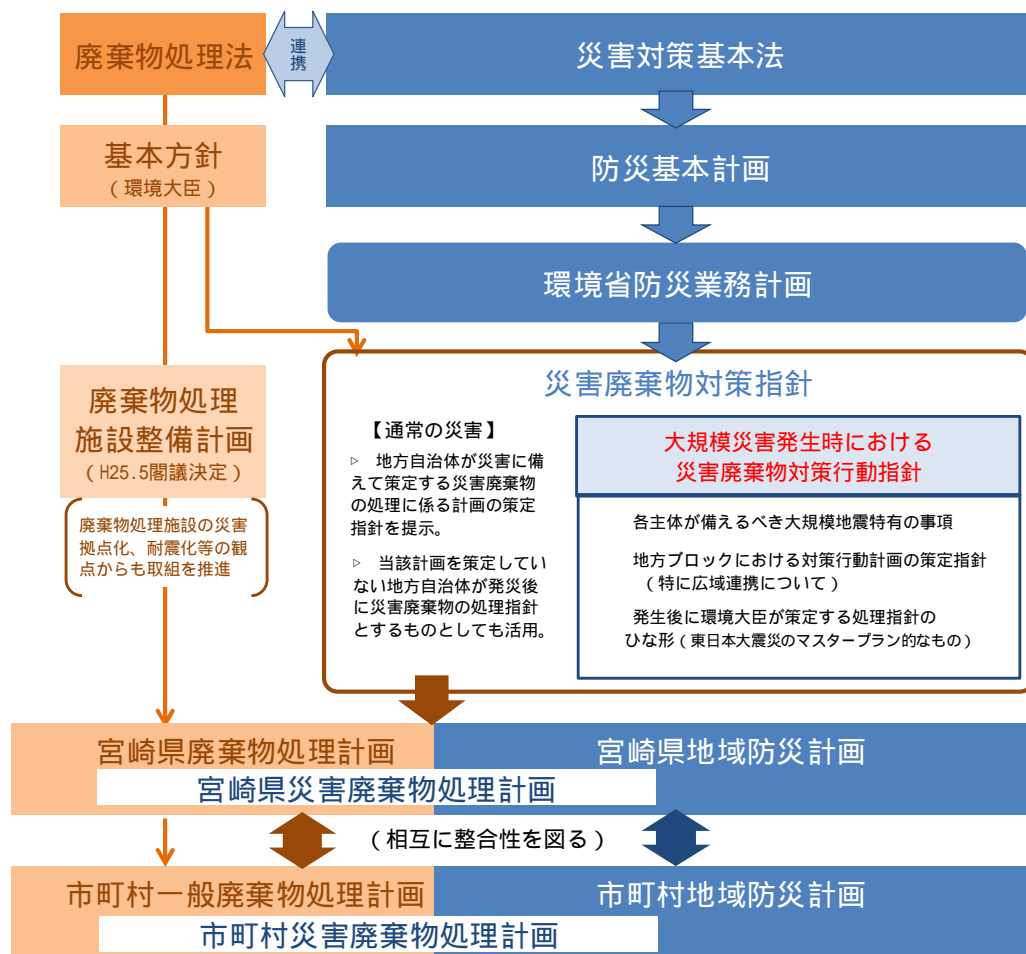 廃棄物処理法
連
携
災害対策基本法
基本方針
（環境大臣）
防災基本計画
環境省防災業務計画
廃棄物処理
施設整備計画
（H25.5閣議決定）
廃棄物処理施設の災害
拠点化、耐震化等の観
点からも取組を推進
災害廃棄物対策指針
【通常の災害】
▷ 地方自治体が災害に備
えて策定する災害廃棄物
の処理に係る計画の策定
指針を提示。
▷ 当該計画を策定してい
ない地方自治体が発災後
に災害廃棄物の処理指針
とするものとしても活用。
大規模災害発生時における
災害廃棄物対策行動指針
各主体が備えるべき大規模地震特有の事項
地方ブロックにおける対策行動計画の策定指針
（特に広域連携について）
発生後に環境大臣が策定する処理指針の
ひな形（東日本大震災のマスタープラン的なもの）
宮崎県廃棄物処理計画
宮崎県地域防災計画
宮崎県災害廃棄物処理計画
（相互に整合性を図る）
市町村一般廃棄物処理計画
市町村地域防災計画
市町村災害廃棄物処理計画